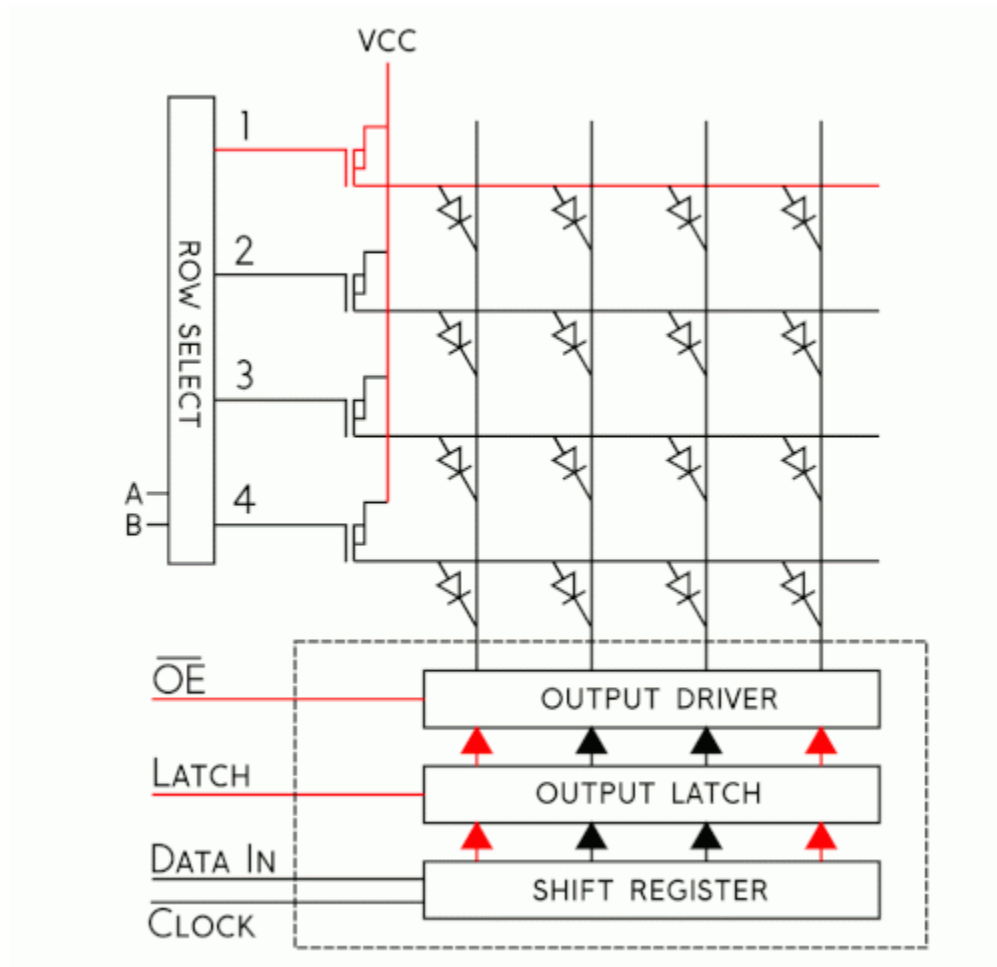 VCC
1
2
3
4
ROW SELECT
A
B
OE
OUTPUT DRIVER
LATCH
OUTPUT LATCH
DATA IN
SHIFT REGISTER
CLOCK